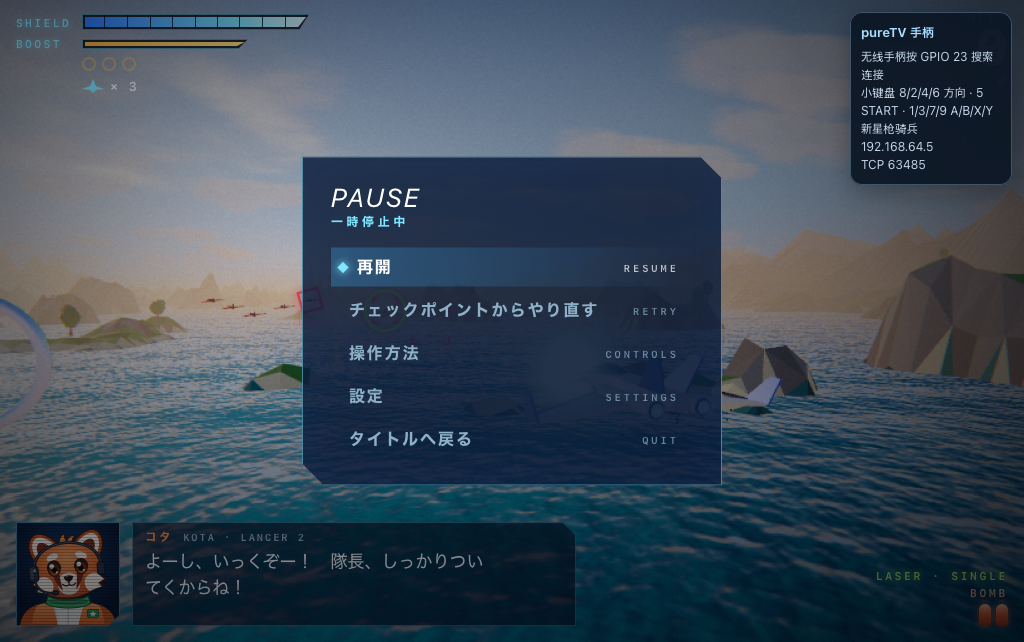 SHIELD
BOOST
× 3
pureTV 手柄
无线手柄按 GPIO 23 搜索
连接
小键盘 8/2/4/6 方向 · 5
START · 1/3/7/9 A/B/X/Y
新星枪骑兵
192.168.64.5
TCP 63485
PAUSE
一時停止中
再開 RESUME
チェックポイントからやり直す RETRY
操作方法 CONTROLS
設定 SETTINGS
タイトルへ戻る QUIT
コタ KOTA · LANCER 2
よーし、いっくぞー！ 隊長、しっかりつい
てくからね！
LASER · SINGLE
BOMB